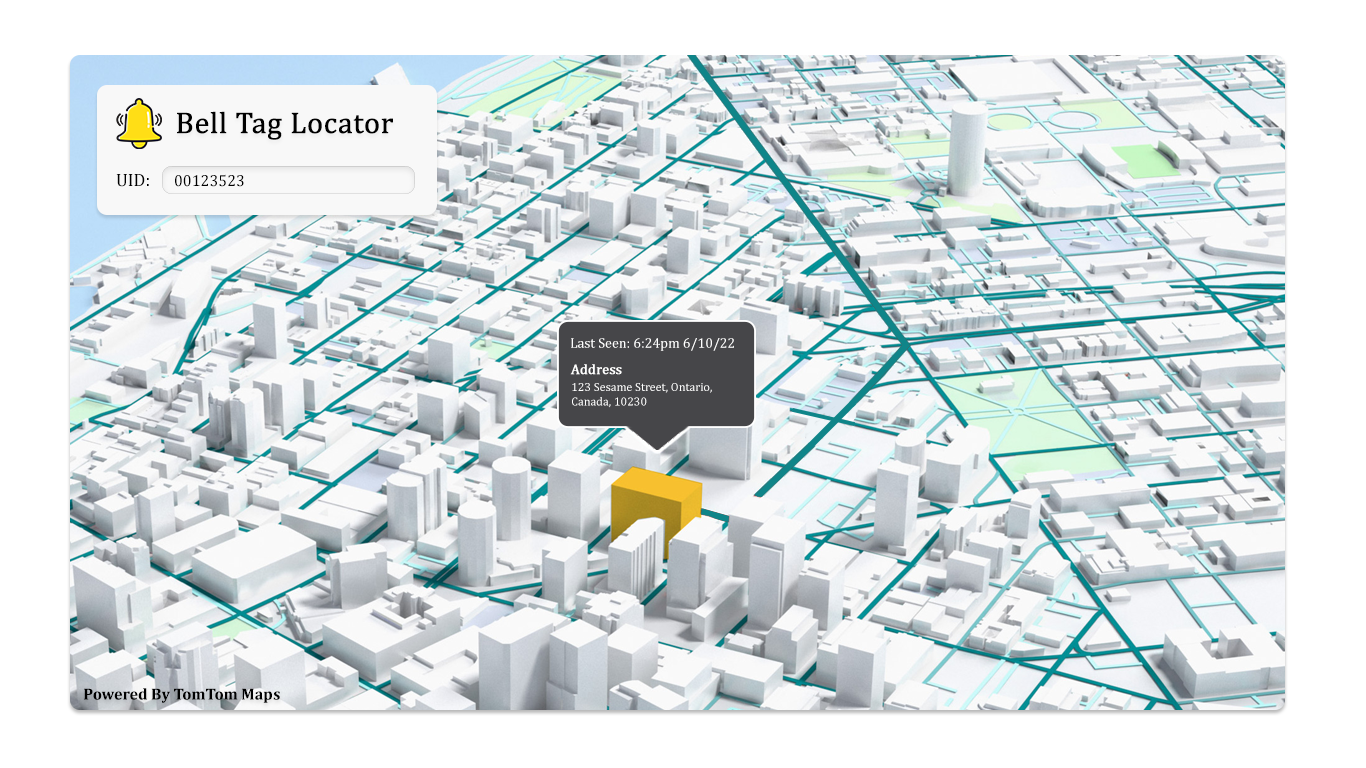 Bell Tag Locator
UID: 00123523
Last Seen: 6:24pm 6/10/22
Address
123 Sesame Street, Ontario,
Canada, 10230
Powered By TomTom Maps